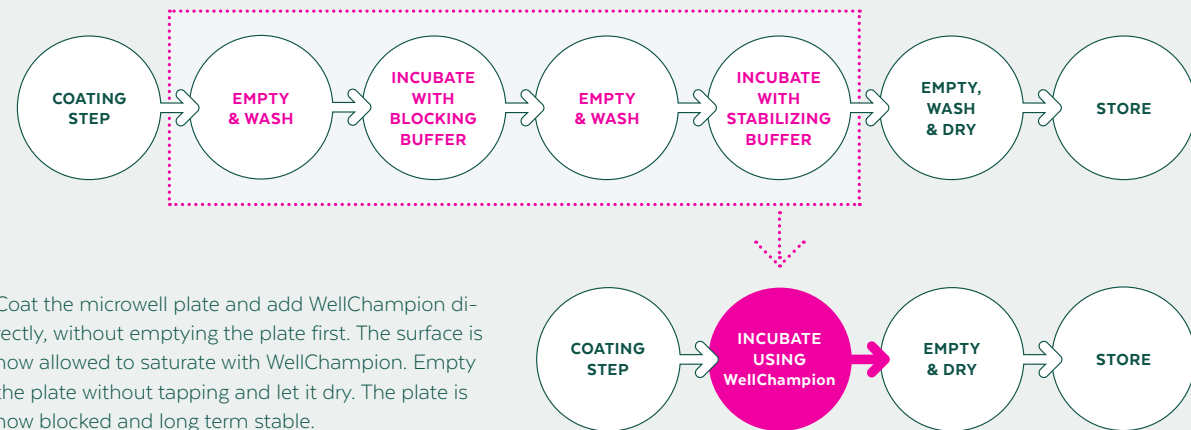 COATING
STEP
EMPTY
& WASH
INCUBATE
WITH
BLOCKING
BUFFER
EMPTY
& WASH
INCUBATE
WITH
STABILIZING
BUFFER
EMPTY,
WASH
& DRY
STORE
Coat the microwell plate and add WellChampion di-
rectly, without emptying the plate first. The surface is
now allowed to saturate with WellChampion. Empty
the plate without tapping and let it dry. The plate is
now blocked and long term stable.
COATING
STEP
INCUBATE
USING
WellChampion
EMPTY
& DRY
STORE